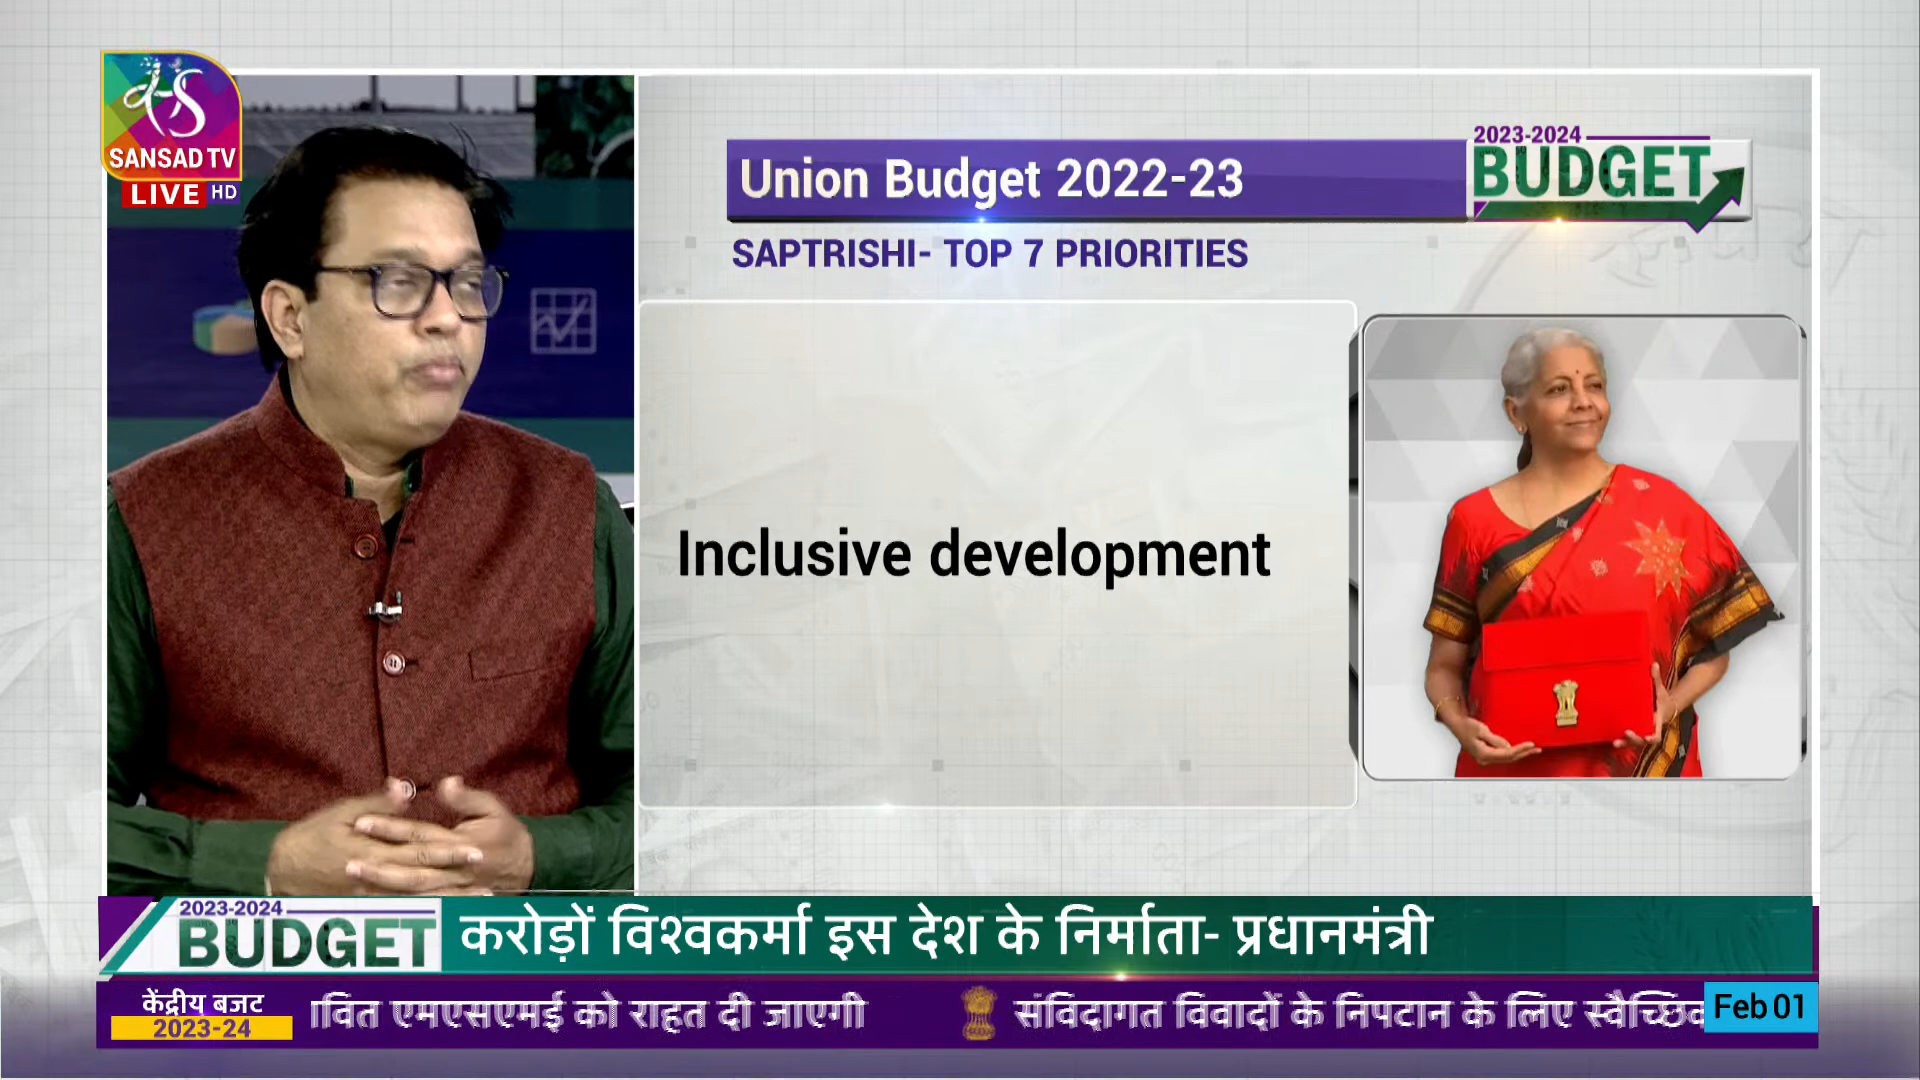 SANSAD TV
LIVE HD
Union Budget 2022-23
2023-2024
BUDGET
SAPTRISHI- TOP 7 PRIORITIES
Inclusive development
2023-2024
BUDGET
करोड़ों विश्वकर्मा इस देश के निर्माता- प्रधानमंत्री
केंद्रीय बजट
2023-24
एमएसएमई को राहत दी जाएगी
संविदागत विवादों के निपटान के लिए
Feb 01